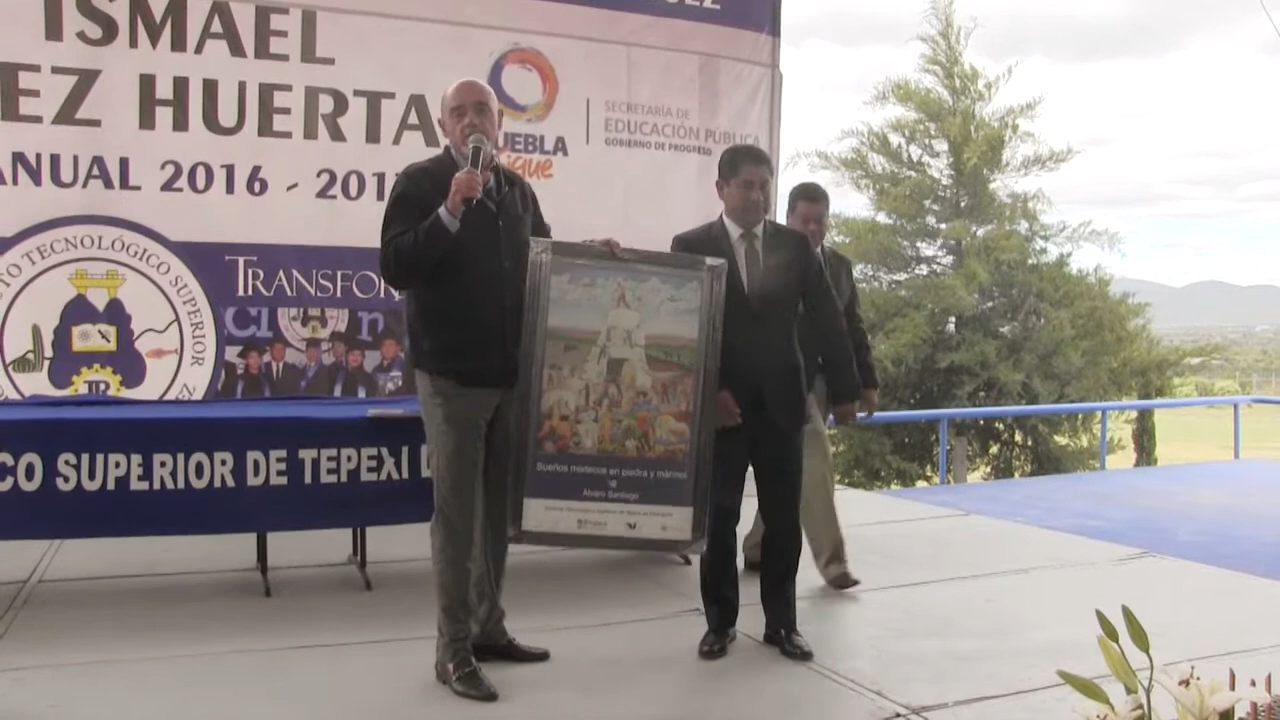 ISMAEL
EZ HUERTA
ANUAL 2016 - 201
UEBLA
SECRETARÍA DE
EDUCACIÓN PÚBLICA
GOBIERNO DE PROGRESO
TO TECNOLÓGICO SUPERIOR
TRANSFOR
CO SUPERIOR DE TEPEXI D
Sueños mixtecos en piedra y mármol
Álvaro Santiago